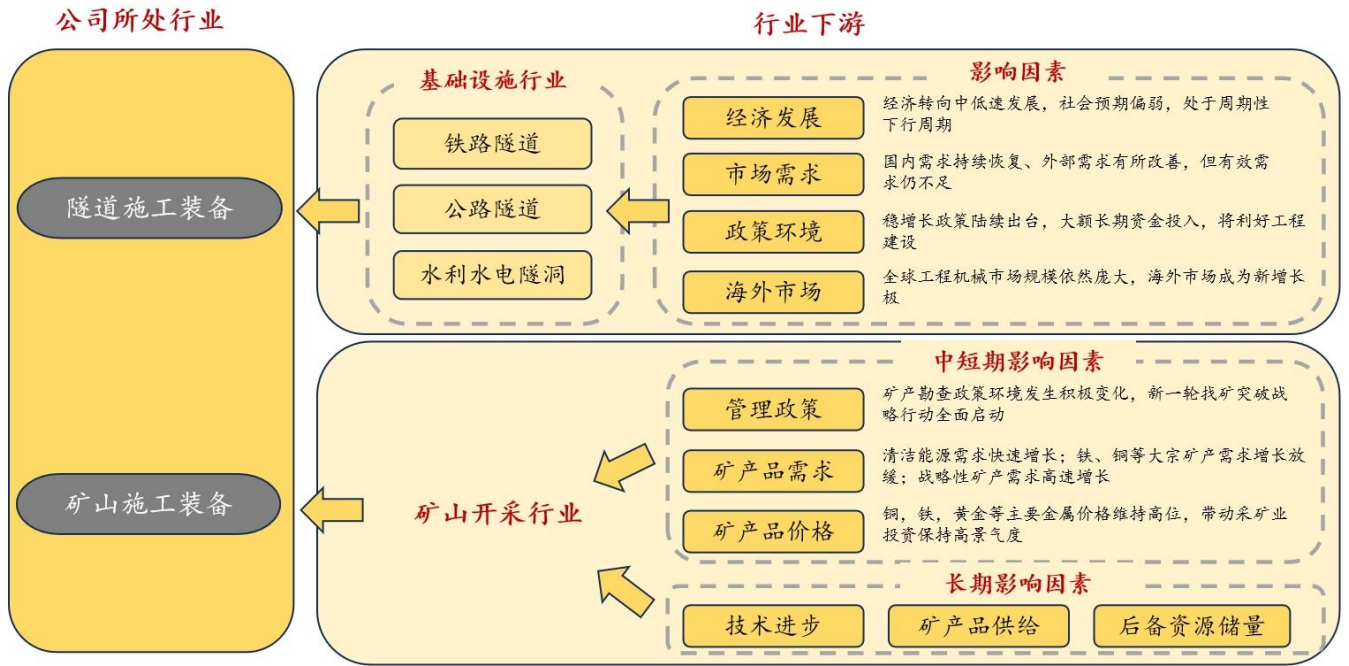 公司所处行业
行业下游
隧道施工装备
基础设施行业
铁路隧道
公路隧道
水利水电隧洞
影响因素
经济发展
经济转向中低速发展，社会预期偏弱，处于周期性
下行周期
市场需求
国内需求持续恢复、外部需求有所改善，但有效需
求仍不足
政策环境
稳增长政策陆续出台，大额长期资金投入，将利好工程
建设
海外市场
全球工程机械市场规模依然庞大，海外市场成为新增长
极
矿山施工装备
矿山开采行业
中短期影响因素
管理政策
矿产勘查政策环境发生积极变化，新一轮找矿突破战
略行动全面启动
矿产品需求
清洁能源需求快速增长；铁、铜等大宗矿产需求增长放
缓；战略性矿产需求高速增长
矿产品价格
铜，铁，黄金等主要金属价格维持高位，带动采矿业
投资保持高景气度
长期影响因素
技术进步
矿产品供给
后备资源储量